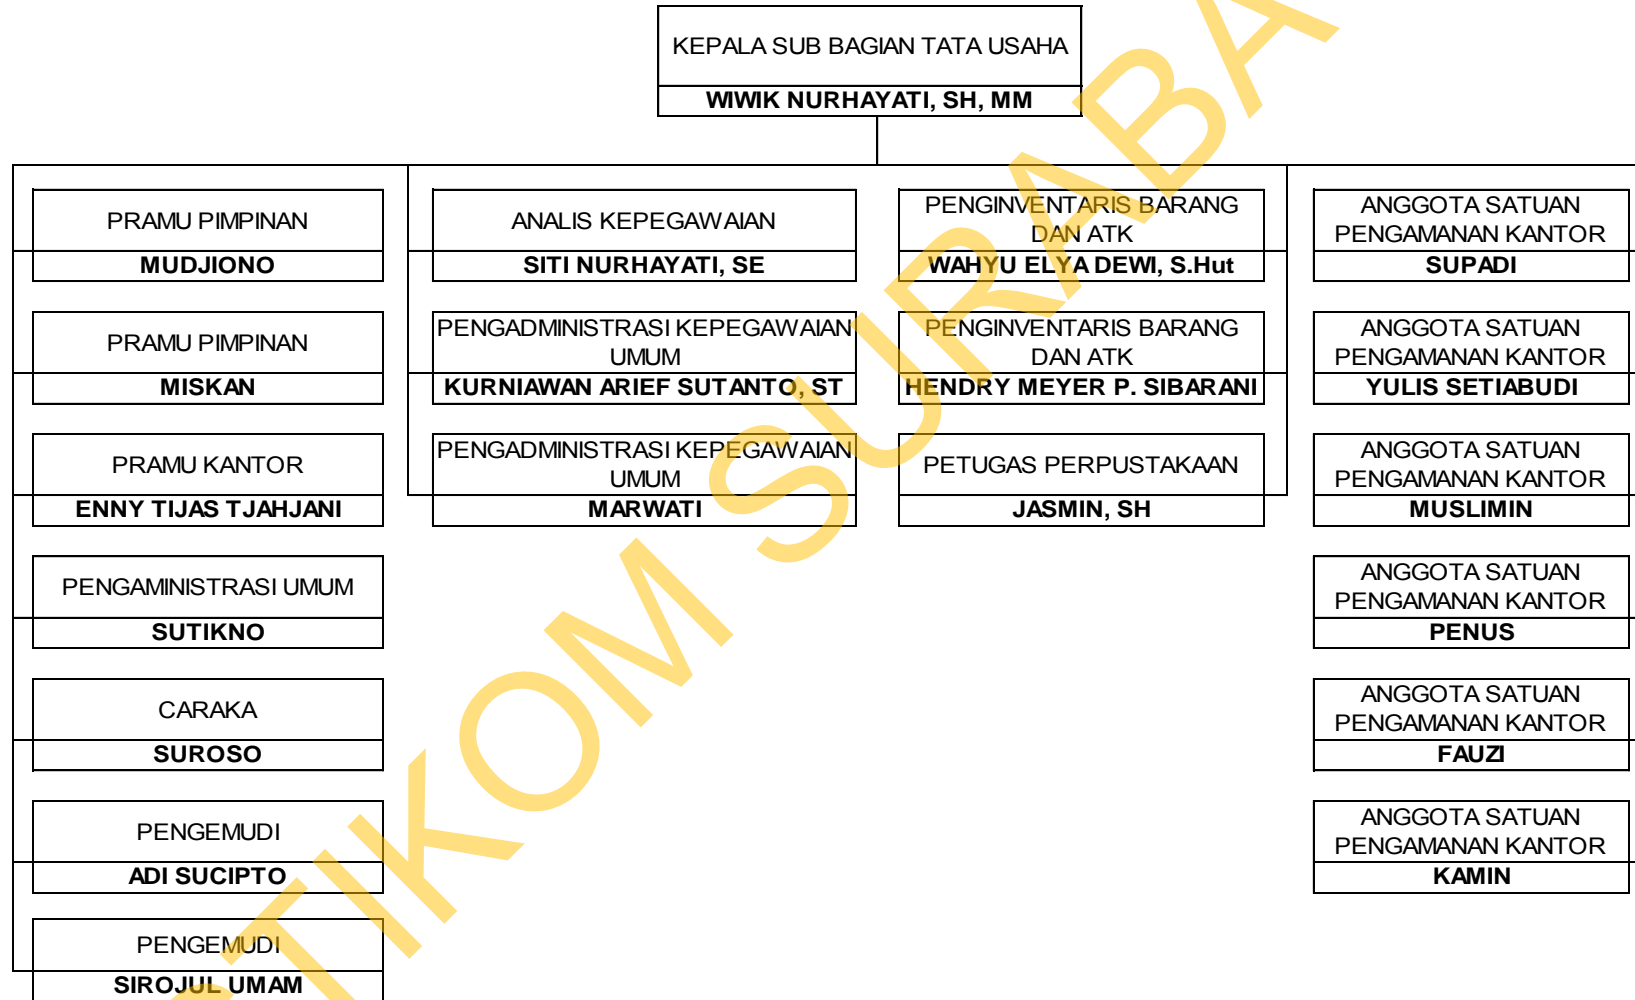 KEPALA SUB BAGIAN TATA USAHA
WIWIK NURHAYATI, SH, MM
PRAMU PIMPINAN
MUDJIONO
PRAMU PIMPINAN
MISKAN
PRAMU KANTOR
ENNY TIJAS TJAHJANI
PENGAMINISTRASI UMUM
SUTIKNO
CARAKA
SUROSO
PENGEMUDI
ADI SUCIPTO
PENGEMUDI
SIROJUL UMAM
ANALIS KEPEGAWAIAN
SITI NURHAYATI, SE
PENGADMINISTRASI KEPEGAWAIAN
UMUM
KURNIAWAN ARIEF SUTANTO, ST
PENGADMINISTRASI KEPEGAWAIAN
UMUM
MARWATI
PENGINVENTARIS BARANG
DAN ATK
WAHYU ELYA DEWI, S.Hut
PENGINVENTARIS BARANG
DAN ATK
HENDRY MEYER P. SIBARANI
PETUGAS PERPUSTAKAAN
JASMIN, SH
ANGGOTA SATUAN
PENGAMANAN KANTOR
SUPADI
ANGGOTA SATUAN
PENGAMANAN KANTOR
YULIS SETIABUDI
ANGGOTA SATUAN
PENGAMANAN KANTOR
MUSLIMIN
ANGGOTA SATUAN
PENGAMANAN KANTOR
PENUS
ANGGOTA SATUAN
PENGAMANAN KANTOR
FAUZI
ANGGOTA SATUAN
PENGAMANAN KANTOR
KAMIN
STIKOM SURABA